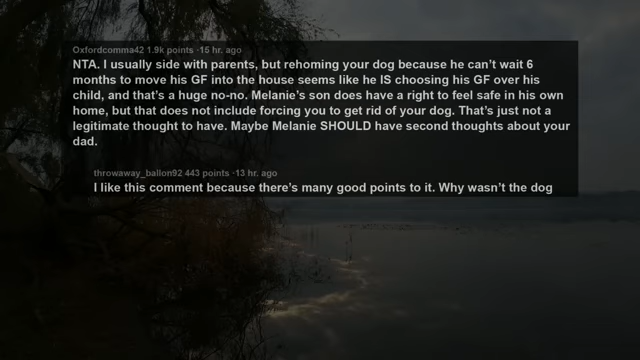 Oxfordcomma42 1.9k points ·15 hr. ago
NTA. I usually side with parents, but rehoming your dog because he can't wait 6
months to move his GF into the house seems like he IS choosing his GF over his
child, and that's a huge no-no. Melanie's son does have a right to feel safe in his own
home, but that does not include forcing you to get rid of your dog. That's just not a
legitimate thought to have. Maybe Melanie SHOULD have second thoughts about your
dad.
throwaway_ballon92 443 points ·13 hr. ago
I like this comment because there's many good points to it. Why wasn't the dog